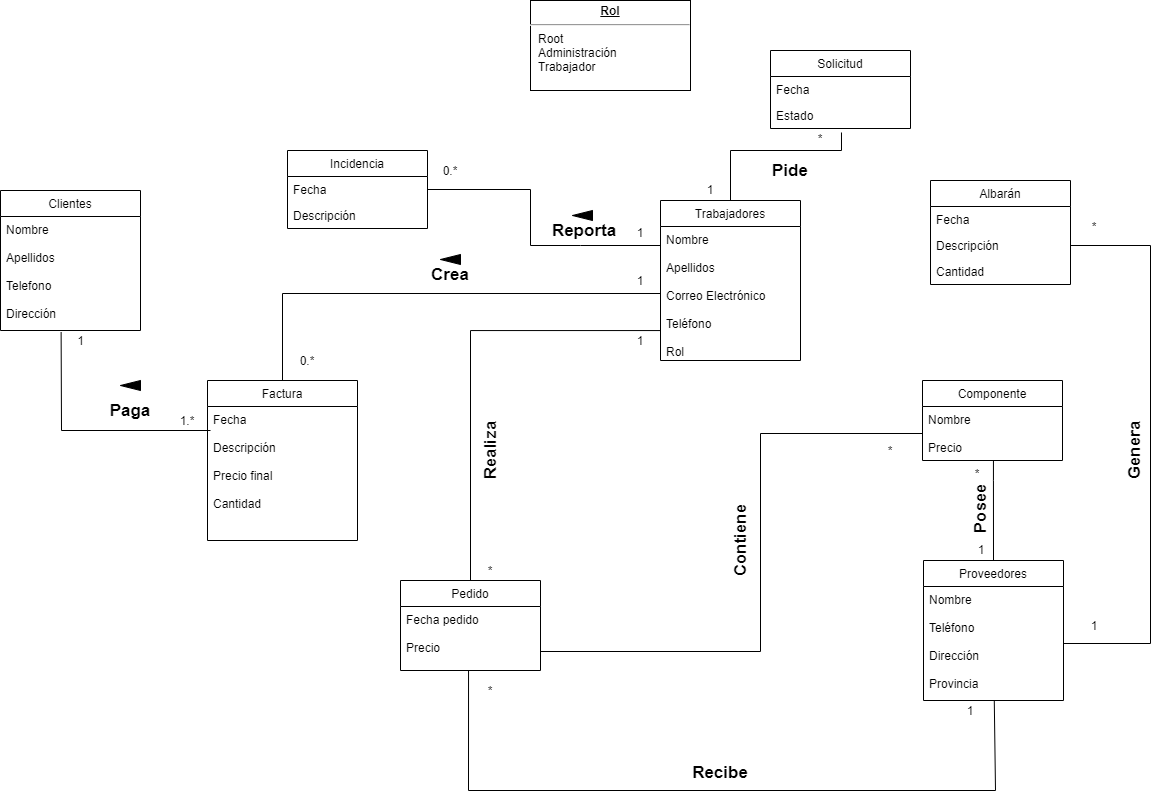 Rol
Root
Administración
Trabajador
Solicitud
Fecha
Estado
*
Pide
1
Incidencia
Fecha
Descripción
0.*
Reporta
1
Clientes
Nombre
Apellidos
Telefono
Dirección
1
Trabajadores
Nombre
Apellidos
Correo Electrónico
Teléfono
Rol
Albarán
Fecha
Descripción
Cantidad
*
Crea
1
0.*
1
Paga
1.*
Factura
Fecha
Descripción
Precio final
Cantidad
Realiza
*
Componente
Nombre
Precio
*
*
Posee
1
Genera
Contiene
Pedido
Fecha pedido
Precio
*
Proveedores
Nombre
Teléfono
Dirección
Provincia
1
1
Recibe